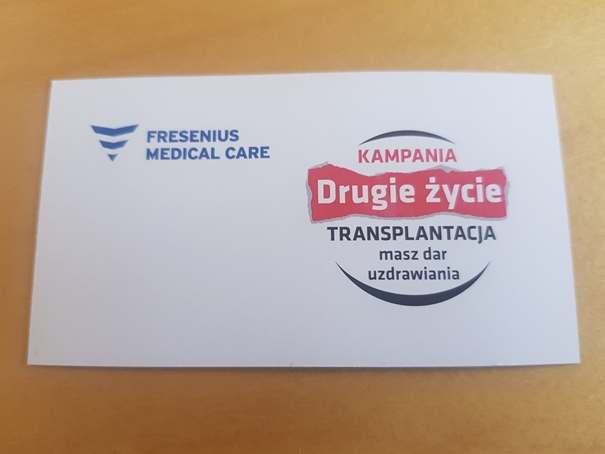 FRESENIUS
MEDICAL CARE
KAMPANIA
Drugie życie
TRANSPLANTACJA
masz dar
uzdrawiania